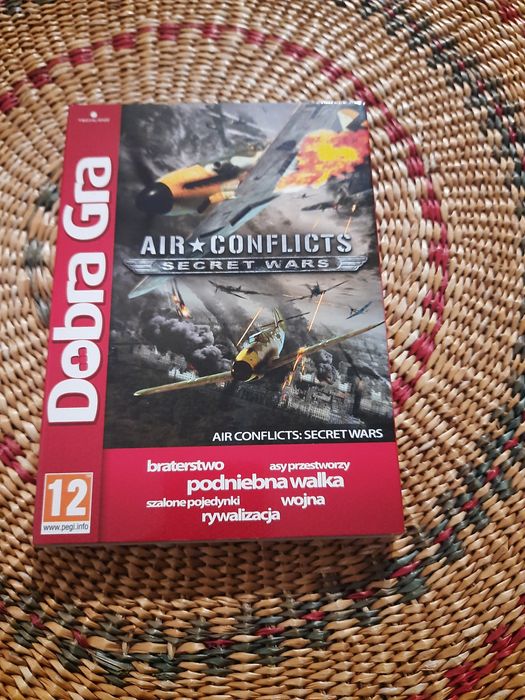 TECHLAND
Dobra Gra
AIR★CONFLICTS
SECRET WARS
AIR CONFLICTS: SECRET WARS
braterstwo
asy przestworzy
podniebna walka
szalone pojedynki
wojna
rywalizacja
12
www.pegi.info